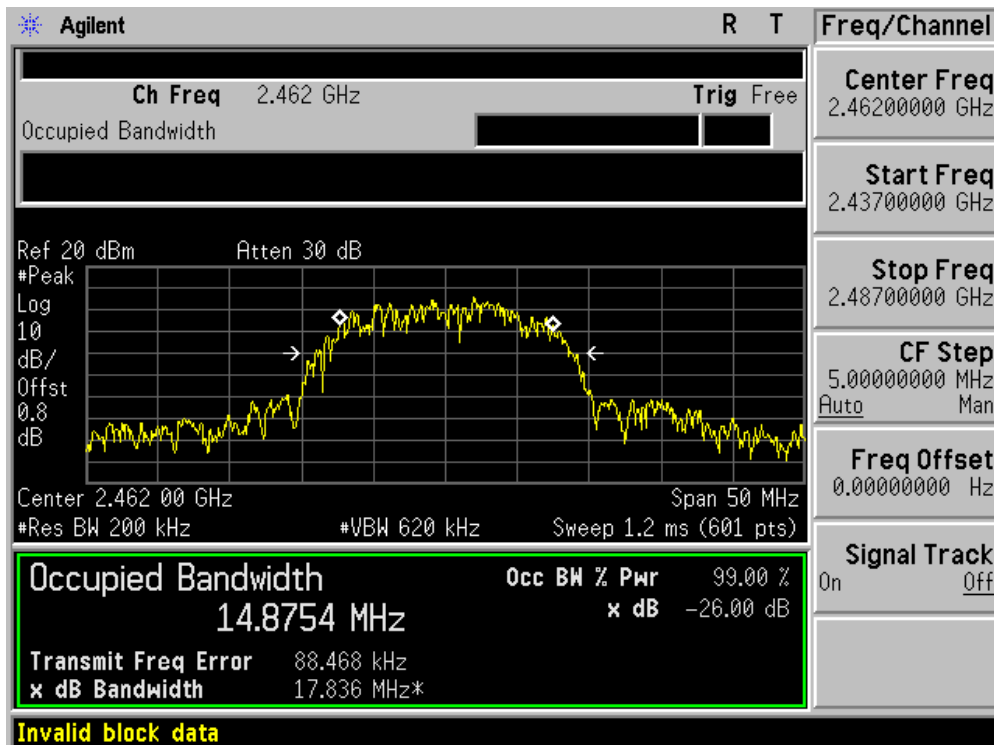 Agilent R T Freq/Channel
Ch Freq 2.462 GHz Trig Free
Occupied Bandwidth
Center Freq
2.46200000 GHz
Start Freq
2.43700000 GHz
Stop Freq
2.48700000 GHz
CF Step
5.00000000 MHz
Auto Man
Freq Offset
0.00000000 Hz
Signal Track
On Off
Ref 20 dBm Atten 30 dB
#Peak
Log
10
dB/
Offst
0.8
dB
Center 2.462 00 GHz Span 50 MHz
#Res BW 200 kHz #VBW 620 kHz Sweep 1.2 ms (601 pts)
Occupied Bandwidth Occ BW % Pwr 99.00 %
14.8754 MHz x dB -26.00 dB
Transmit Freq Error 88.468 kHz
x dB Bandwidth 17.836 MHz*
Invalid block data